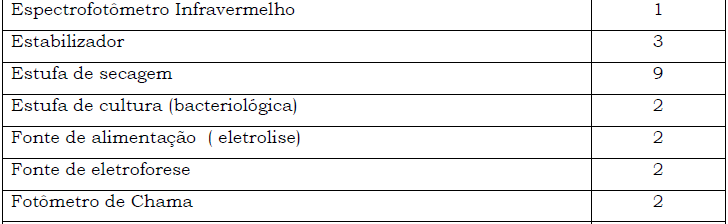 Espectrofotômetro Infravermelho 1
Estabilizador 3
Estufa de secagem 9
Estufa de cultura (bacteriológica) 2
Fonte de alimentação ( eletrolise) 2
Fonte de eletroforese 2
Fotômetro de Chama 2